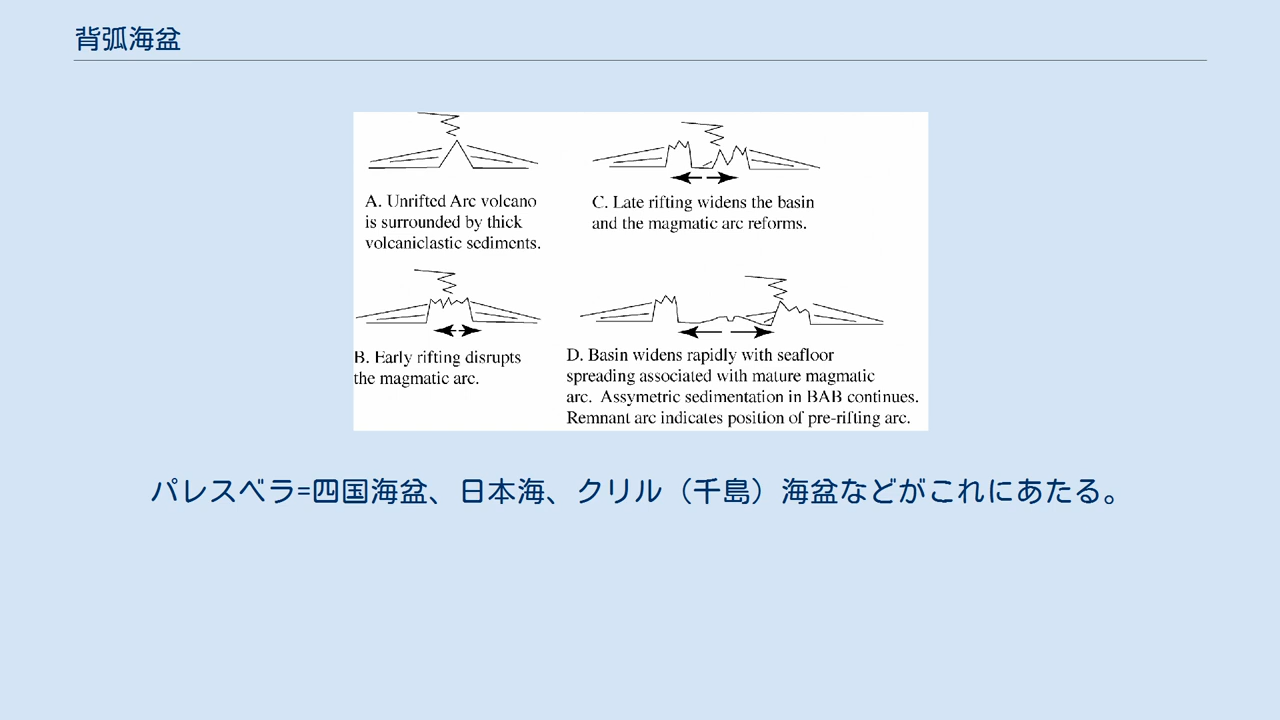 背弧海盆
A. Unrifted Arc volcano
is surrounded by thick
volcaniclastic sediments.
B. Early rifting disrupts
the magmatic arc.
C. Late rifting widens the basin
and the magmatic arc reforms.
D. Basin widens rapidly with seafloor
spreading associated with mature magmatic
arc. Assymetric sedimentation in BAB continues.
Remnant arc indicates position of pre-rifting arc.
パレスベラ=四国海盆、日本海、クリル（千島）海盆などがこれにあたる。